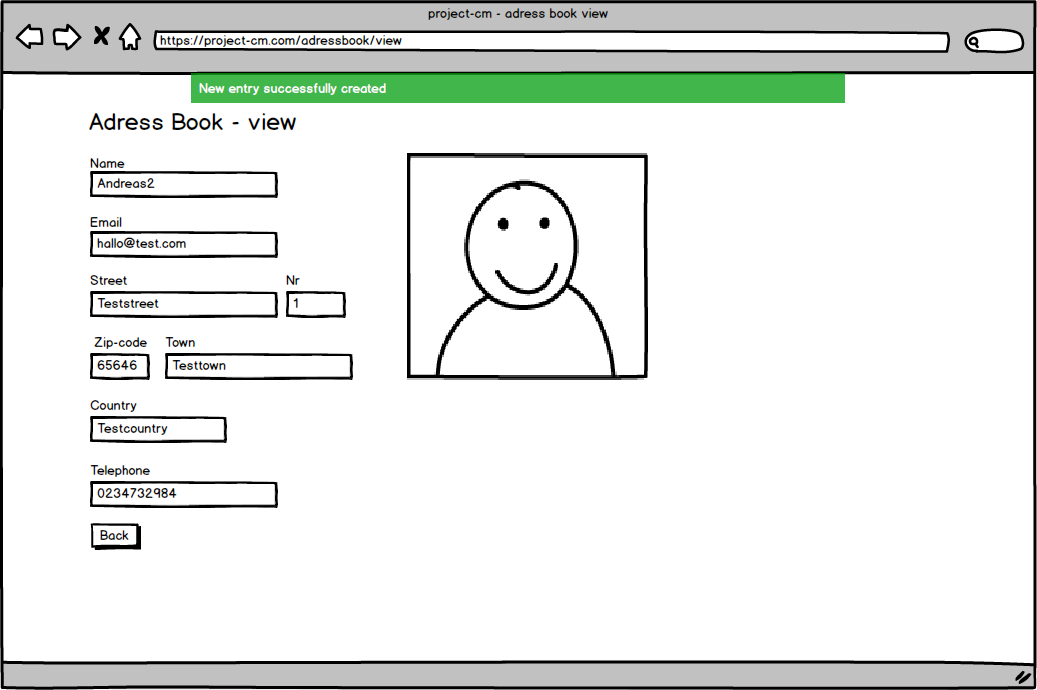 project-cm - adress book view
https://project-cm.com/adressbook/view
New entry successfully created
Adress Book - view
Name
Andreas2
Email
hallo@test.com
Street Nr
Teststreet 1
Zip-code Town
65646 Testtown
Country
Testcountry
Telephone
0234732984
Back